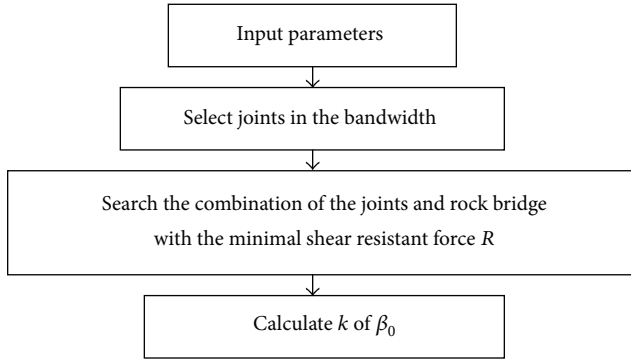 Input parameters
Select joints in the bandwidth
Search the combination of the joints and rock bridge
with the minimal shear resistant force R
Calculate k of β₀